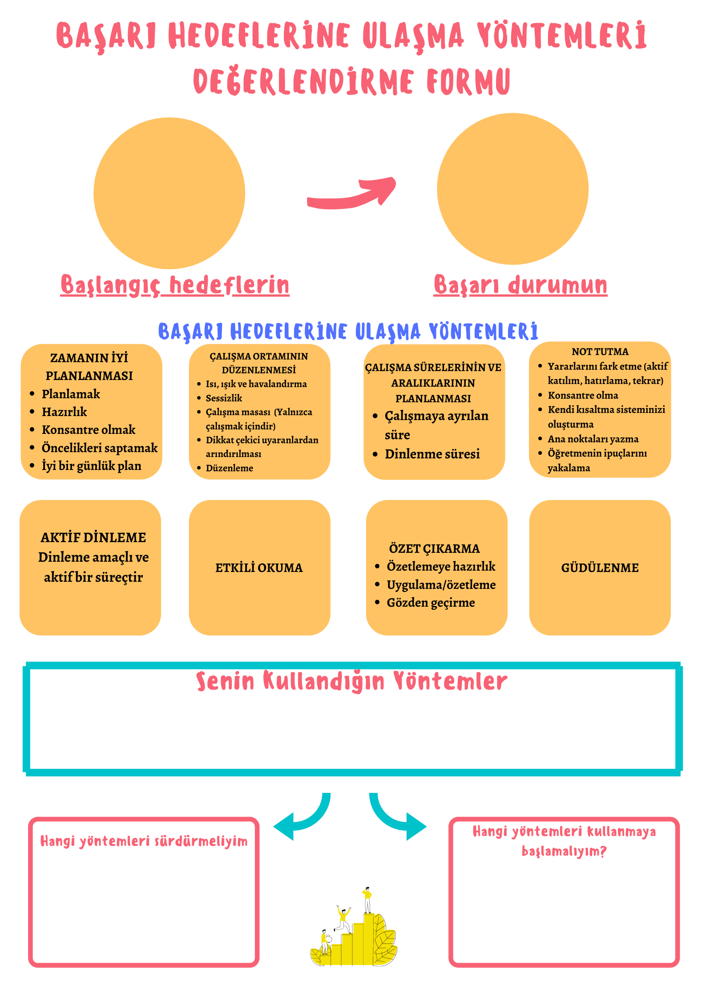 BAŞARI HEDEFLERİNE ULAŞMA YÖNTEMLERİ
DEĞERLENDİRME FORMU
Başlangıç hedeflerin
Başarı durumun
BAŞARI HEDEFLERİNE ULAŞMA YÖNTEMLERİ
ZAMANIN İYİ
PLANLANMASI
• Planlamak
• Hazırlık
• Konsantre olmak
• Öncelikleri saptamak
• İyi bir günlük plan
ÇALIŞMA ORTAMININ
DÜZENLENMESİ
• Isı, ışık ve havalandırma
• Sessizlik
• Çalışma masası (Yalnızca
çalışmak içindir)
• Dikkat çekici uyaranlardan
arındırılması
• Düzenleme
ÇALIŞMA SÜRELERİNİN VE
ARALIKLARININ
PLANLANMASI
• Çalışmaya ayrılan
süre
• Dinlenme süresi
NOT TUTMA
• Yararlarını fark etme (aktif
katılım, hatırlama, tekrar)
• Konsantre olma
• Kendi kısaltma sisteminizi
oluşturma
• Ana noktaları yazma
• Öğretmenin ipuçlarını
yakalama
AKTİF DİNLEME
Dinleme amaçlı ve
aktif bir süreçtir
ETKİLİ OKUMA
ÖZET ÇIKARMA
• Özetlemeye hazırlık
• Uygulama/özetleme
• Gözden geçirme
GÜDÜLENME
Senin Kullandığın Yöntemler
Hangi yöntemleri sürdürmeliyim
Hangi yöntemleri kullanmaya
başlamalıyım?